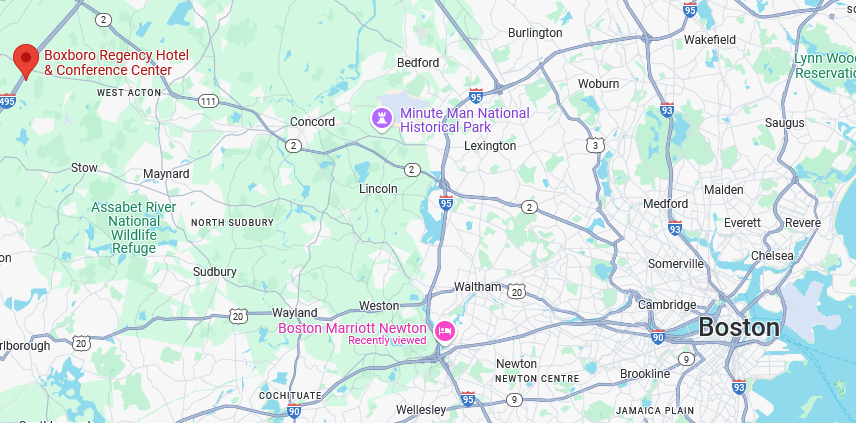 2
Burlington
95
Wakefield
Boxboro Regency Hotel
& Conference Center
Bedford
Lynn Wood
Reservatio
Woburn
495
WEST ACTON
111
95
93
Minute Man National
Historical Park
Concord
Saugus
2
Lexington
3
Stow
Maynard
2
Lincoln
Malden
Assabet River
National
Wildlife
Refuge
95
2
Medford
NORTH SUDBURY
93
Everett
Revere
on
Chelsea
Sudbury
Somerville
Waltham
20
Weston
Cambridge
20
Wayland
Boston Marriott Newton
Recently viewed
Boston
90
rlborough
20
Newton
9
NEWTON CENTRE
Brookline
93
COCHITUATE
95
9
90
Wellesley
JAMAICA PLAIN